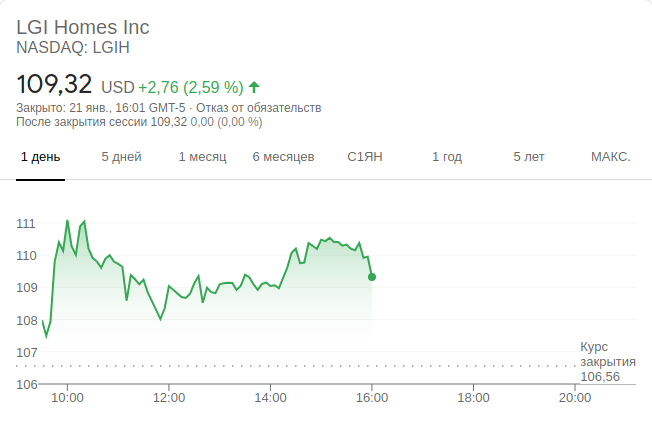 LGI Homes Inc
NASDAQ: LGIH
109,32 USD +2,76 (2,59 %)
Закрыто: 21 янв., 16:01 GMT-5 · Отказ от обязательств
После закрытия сессии 109,32 0,00 (0,00 %)
1 день 5 дней 1 месяц 6 месяцев С1ЯН 1 год 5 лет МАКС.
111
110
109
108
107
Курс
закрытия
106,56
106
10:00 12:00 14:00 16:00 18:00 20:00